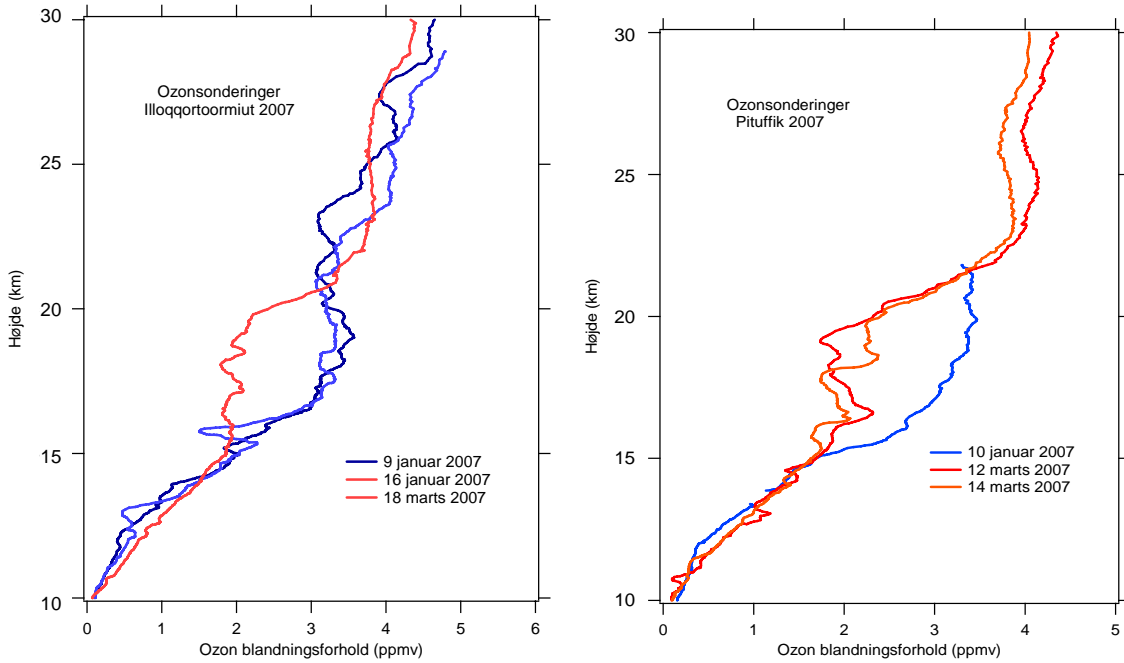 30
25
20
15
10
Højde (km)
Ozonsonderinger
Illoqqortoormiut 2007
9 januar 2007
16 januar 2007
18 marts 2007
0 1 2 3 4 5 6
Ozon blandningsforhold (ppmv)
30
25
20
15
10
Højde (km)
Ozonsonderinger
Pituffik 2007
10 januar 2007
12 marts 2007
14 marts 2007
0 1 2 3 4 5
Ozon blandningsforhold (ppmv)